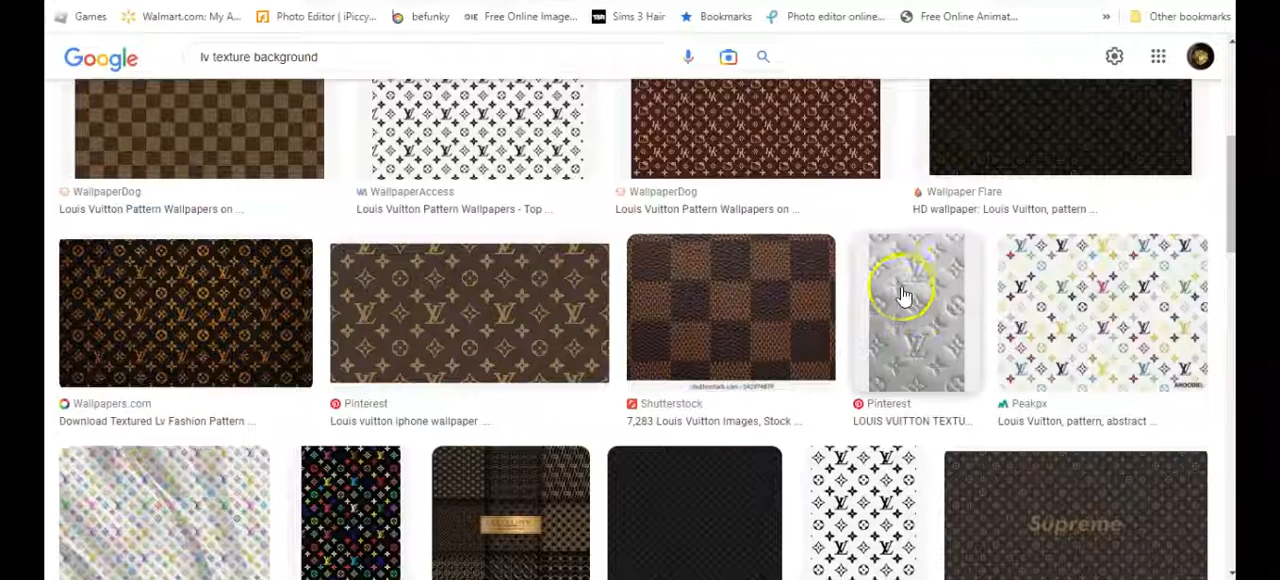 Games
Walmart.com: My A...
Photo Editor | iPiccy...
befunky
Free Online Image...
Sims 3 Hair
Bookmarks
Photo editor online...
Free Online Animat...
»
Other bookmarks
Google
lv texture background
WallpaperDog
WallpaperAccess
WallpaperDog
Wallpaper Flare
Louis Vuitton Pattern Wallpapers on ...
Louis Vuitton Pattern Wallpapers - Top ...
Louis Vuitton Pattern Wallpapers on ...
HD wallpaper: Louis Vuitton, pattern ...
Wallpapers.com
Pinterest
Shutterstock
Pinterest
Peakpx
Download Textured Lv Fashion Pattern ...
Louis vuitton iphone wallpaper ...
7,283 Louis Vuitton Images, Stock ...
LOUIS VUITTON TEXTU...
Louis Vuitton, pattern, abstract ...
Supreme